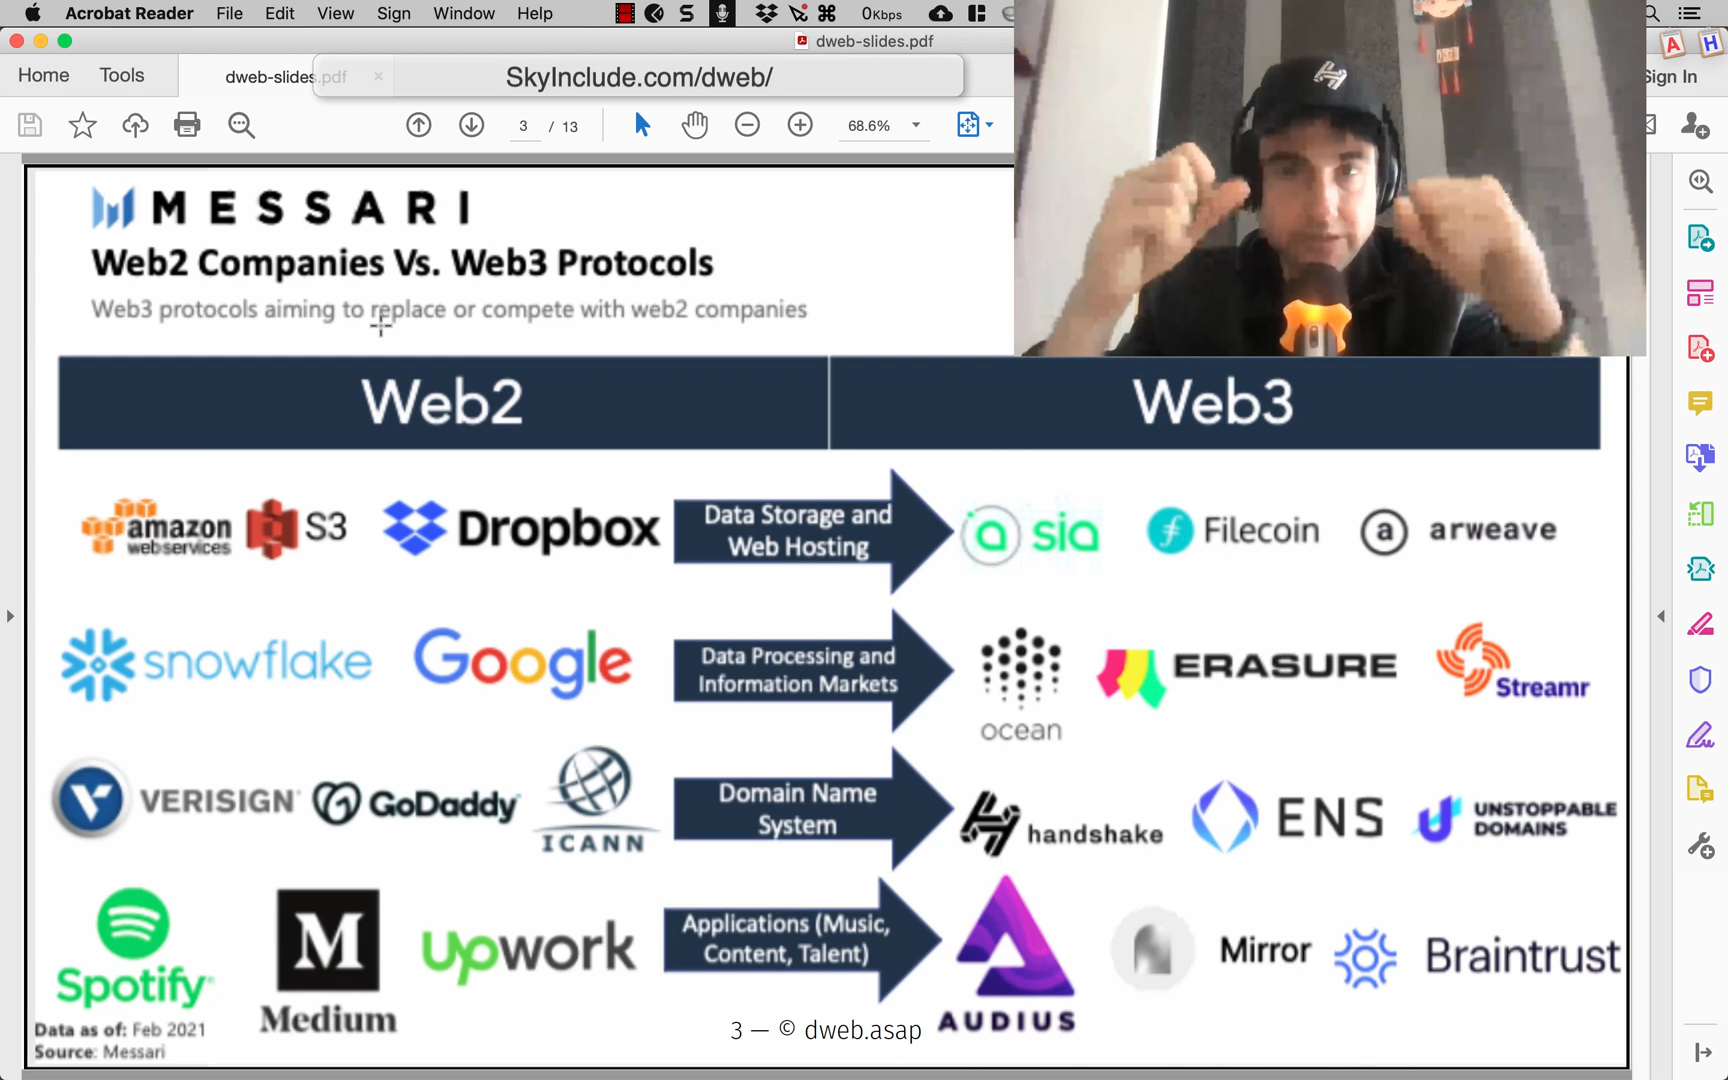 Acrobat Reader File Edit View Sign Window Help 0Kbps
dweb-slides.pdf
Home Tools dweb-slides.pdf × SkyInclude.com/dweb/ Sign In
3 / 13 68.6%
MESSARI
Web2 Companies Vs. Web3 Protocols
Web3 protocols aiming to replace or compete with web2 companies
Web2 Web3
amazon
webservices
S3
Dropbox
Data Storage and
Web Hosting
sia
Filecoin
arweave
snowflake
Google
Data Processing and
Information Markets
ocean
ERASURE
Streamr
VERISIGN
GoDaddy
ICANN
Domain Name
System
handshake
ENS
UNSTOPPABLE
DOMAINS
Spotify
M
Medium
upwork
Applications (Music,
Content, Talent)
AUDIUS
Mirror
Braintrust
Data as of: Feb 2021
Source: Messari
3 — © dweb.asap